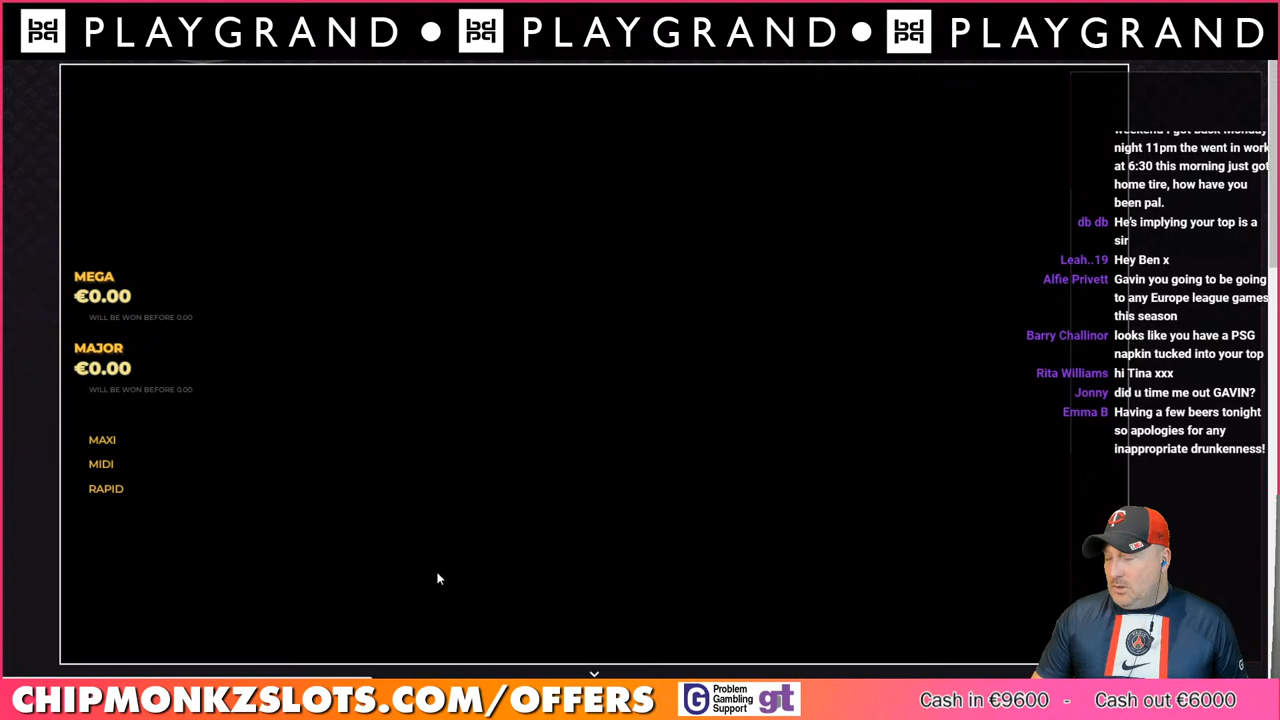 PLAYGRAND ● PLAYGRAND ● PLAYGRAND
weekend I got back Monday
night 11pm the went in work
at 6:30 this morning just got
home tire, how have you
been pal.
db db He's implying your top is a
sir
Leah..19 Hey Ben x
Alfie Privett Gavin you going to be going
to any Europe league games
this season
Barry Challinor looks like you have a PSG
napkin tucked into your top
Rita Williams hi Tina xxx
Jonny did u time me out GAVIN?
Emma B Having a few beers tonight
so apologies for any
inappropriate drunkenness!
MEGA
€0.00
WILL BE WON BEFORE 0.00
MAJOR
€0.00
WILL BE WON BEFORE 0.00
MAXI
MIDI
RAPID
CHIPMONKZSLOTS.COM/OFFERS
Problem
Gambling
Support
gt
Cash in €9600 - Cash out €6000